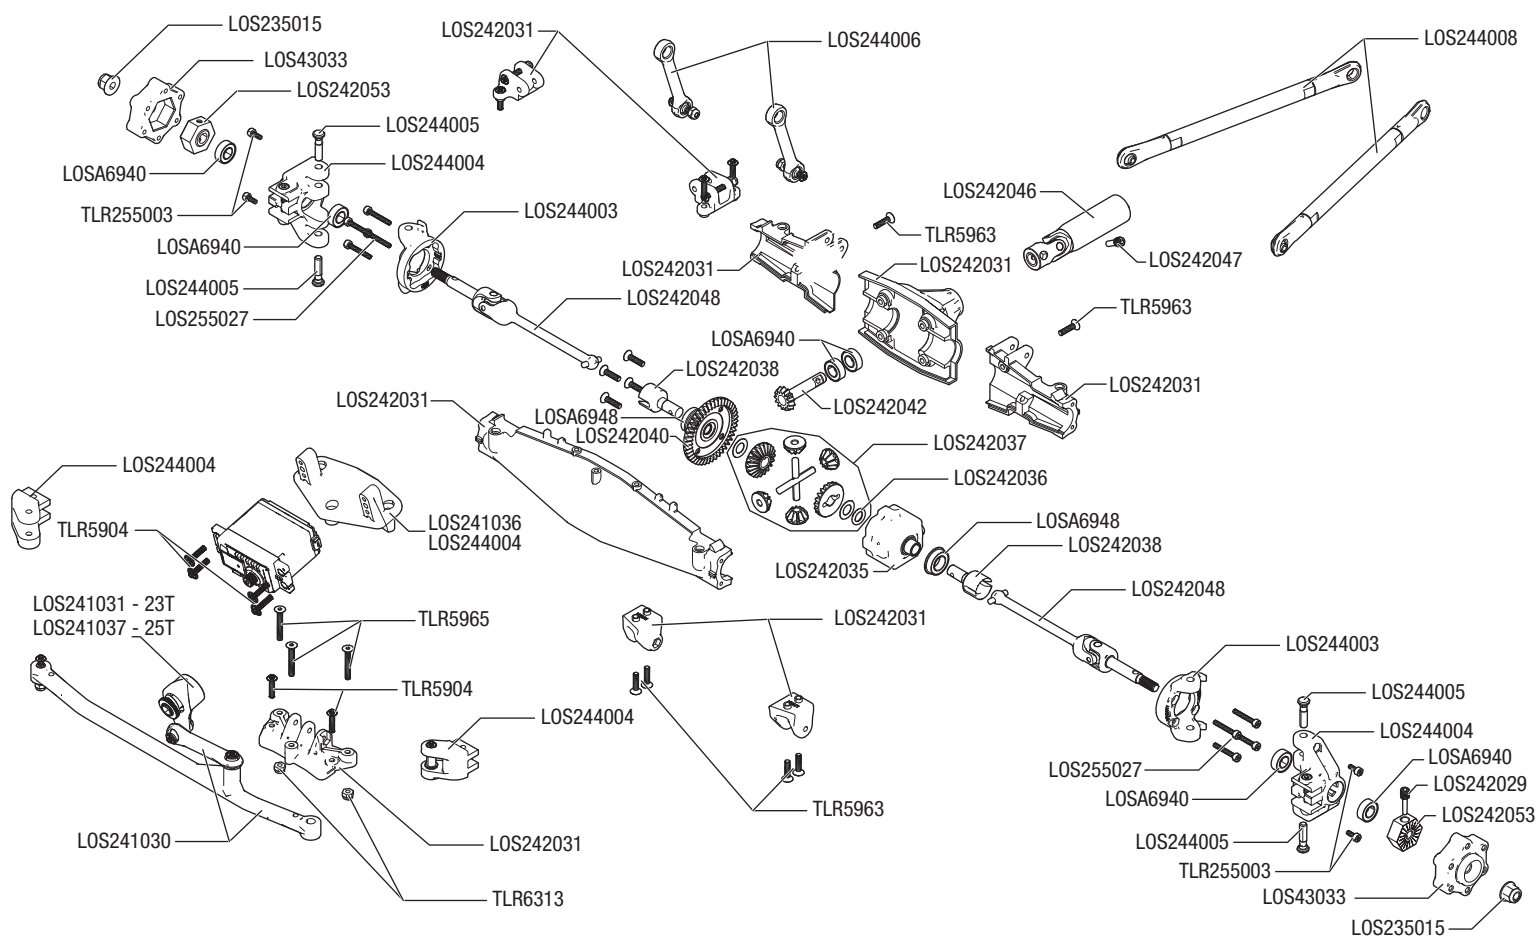 LOS235015
LOS242031
LOS244006
LOS244008
LOS43033
LOS242053
LOS244005
LOS244004
LOSA6940
LOS242046
TLR255003
LOS244003
TLR5963
LOSA6940
LOS242047
LOS242031
LOS242031
LOS244005
LOS242048
TLR5963
LOS255027
LOSA6940
LOS242038
LOS242031
LOS242031
LOS242042
LOSA6948
LOS242040
LOS242037
LOS244004
LOS242036
LOS241036
LOS244004
LOSA6948
TLR5904
LOS242038
LOS242035
LOS242048
LOS241031 - 23T
LOS241037 - 25T
TLR5965
LOS242031
LOS244003
TLR5904
LOS244005
LOS244004
LOS244004
LOSA6940
LOS255027
LOS242029
LOSA6940
TLR5963
LOS242053
LOS241030
LOS242031
LOS244005
TLR255003
TLR6313
LOS43033
LOS235015